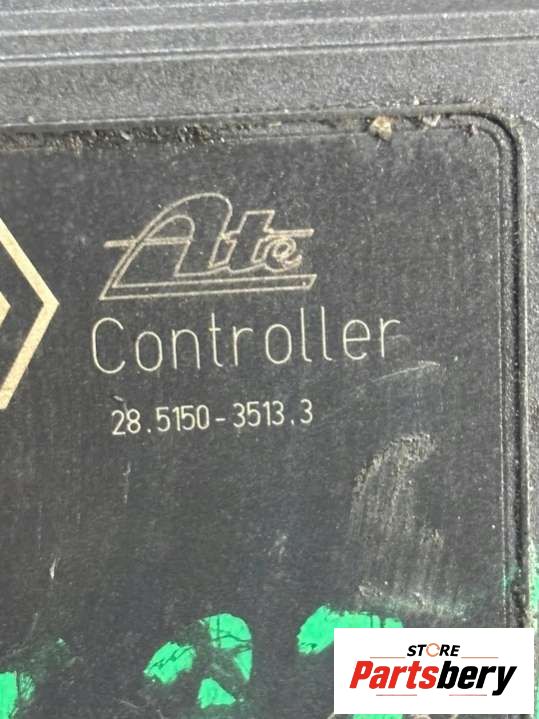 Ate
Controller
28.5150-3513.3
STORE
Partsbery